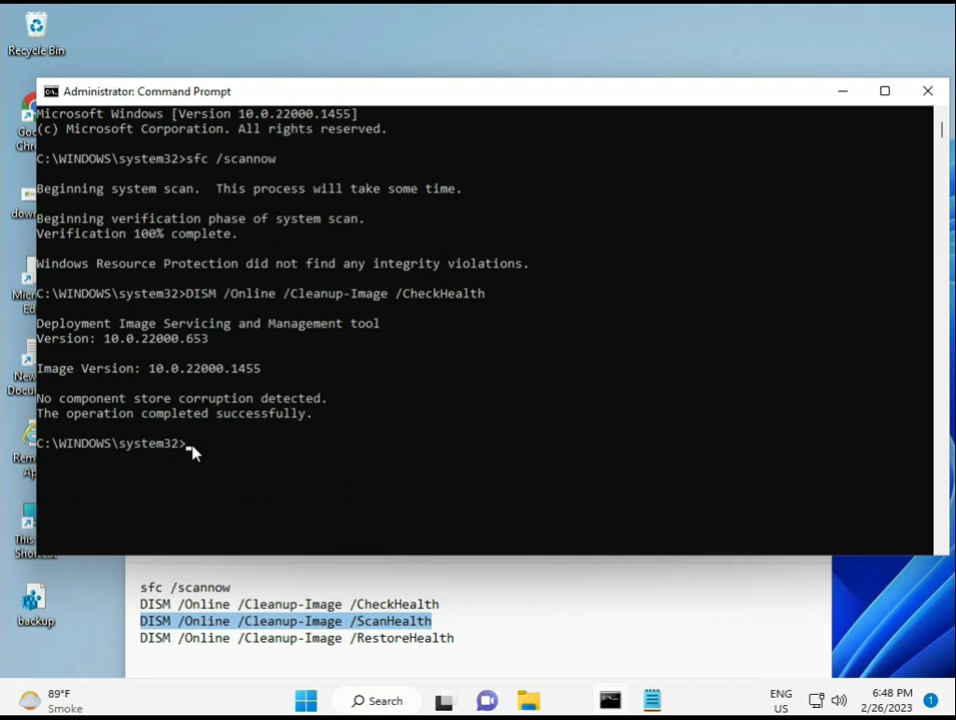 Recycle Bin
Administrator: Command Prompt
Microsoft Windows [Version 10.0.22000.1455]
(c) Microsoft Corporation. All rights reserved.
C:\WINDOWS\system32>sfc /scannow
Beginning system scan.  This process will take some time.
Beginning verification phase of system scan.
Verification 100% complete.
Windows Resource Protection did not find any integrity violations.
C:\WINDOWS\system32>DISM /Online /Cleanup-Image /CheckHealth
Deployment Image Servicing and Management tool
Version: 10.0.22000.653
Image Version: 10.0.22000.1455
No component store corruption detected.
The operation completed successfully.
C:\WINDOWS\system32>
backup
sfc /scannow
DISM /Online /Cleanup-Image /CheckHealth
DISM /Online /Cleanup-Image /ScanHealth
DISM /Online /Cleanup-Image /RestoreHealth
89°F
Smoke
Search
ENG
US
6:48 PM
2/26/2023
1